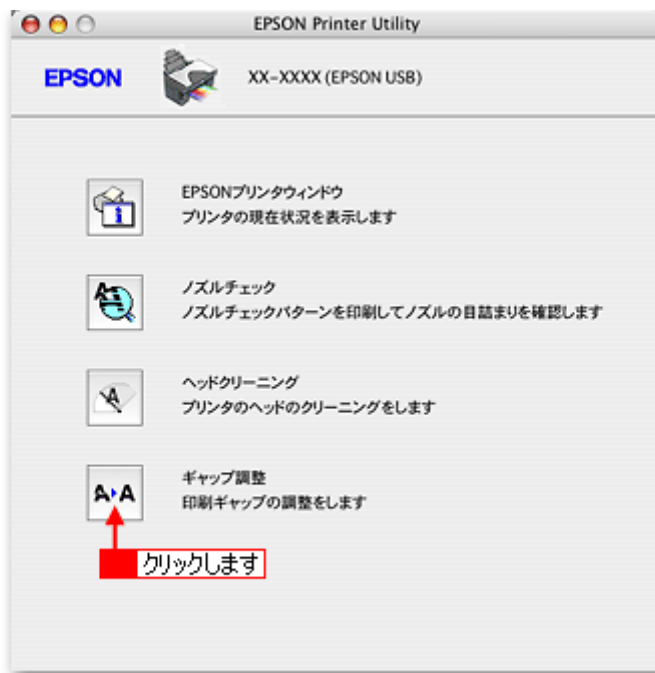 EPSON Printer Utility
EPSON
XX-XXXX (EPSON USB)
EPSONプリンタウィンドウ
プリンタの現在状況を表示します
ノズルチェック
ノズルチェックパターンを印刷してノズルの目詰まりを確認します
ヘッドクリーニング
プリンタのヘッドのクリーニングをします
ギャップ調整
印刷ギャップの調整をします
クリックします